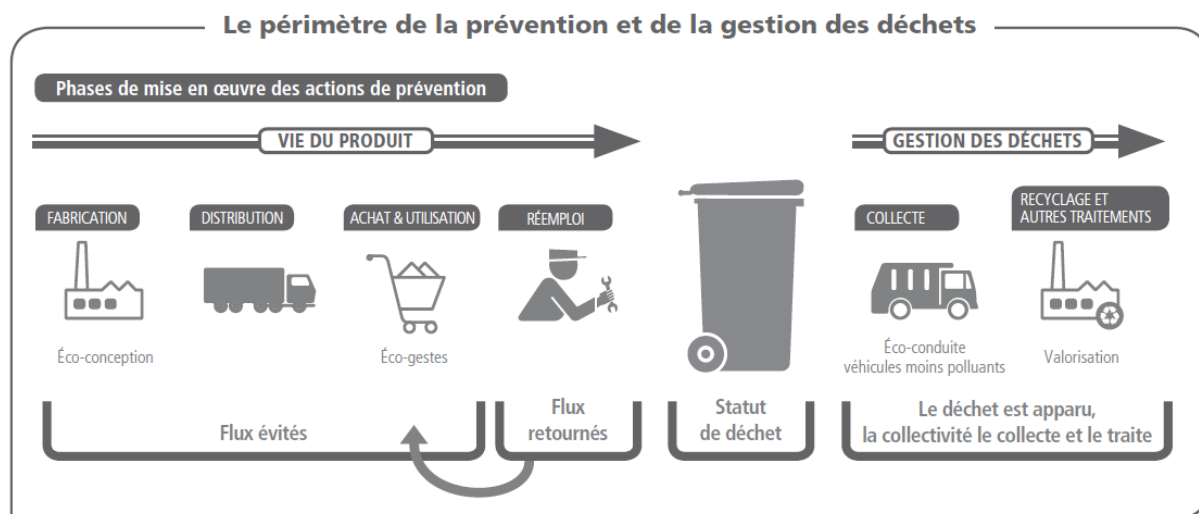 Le périmètre de la prévention et de la gestion des déchets
Phases de mise en œuvre des actions de prévention
VIE DU PRODUIT
GESTION DES DÉCHETS
FABRICATION
DISTRIBUTION
ACHAT & UTILISATION
RÉEMPLOI
COLLECTE
RECYCLAGE ET
AUTRES TRAITEMENTS
Éco-conception
Éco-gestes
Éco-conduite
véhicules moins polluants
Valorisation
Flux évités
Flux
retournés
Statut
de déchet
Le déchet est apparu,
la collectivité le collecte et le traite